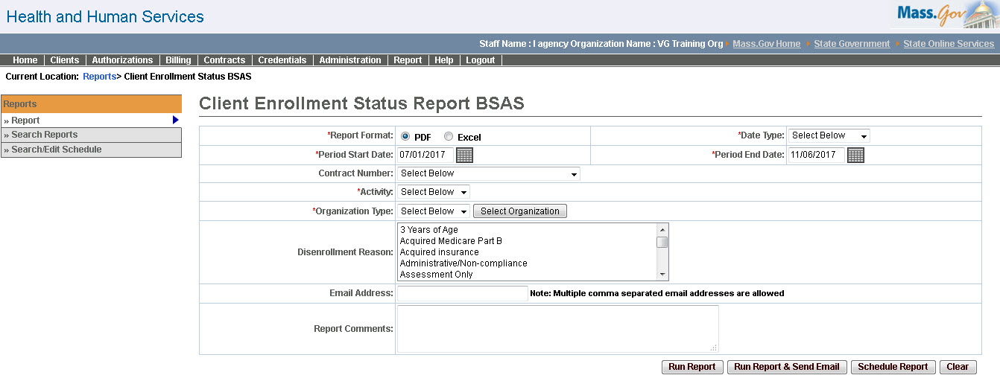 Health and Human Services
Mass.Gov
Staff Name : I agency Organization Name : VG Training Org Mass.Gov Home State Government State Online Services
Home Clients Authorizations Billing Contracts Credentials Administration Report Help Logout
Current Location: Reports> Client Enrollment Status BSAS
Reports
» Report
» Search Reports
» Search/Edit Schedule
Client Enrollment Status Report BSAS
*Report Format: PDF Excel *Date Type: Select Below
*Period Start Date: 07/01/2017 *Period End Date: 11/06/2017
Contract Number: Select Below
*Activity: Select Below
*Organization Type: Select Below Select Organization
Disenrollment Reason:
3 Years of Age
Acquired Medicare Part B
Acquired insurance
Administrative/Non-compliance
Assessment Only
Email Address: Note: Multiple comma separated email addresses are allowed
Report Comments:
Run Report Run Report & Send Email Schedule Report Clear